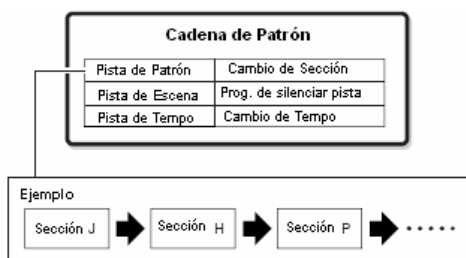 Cadena de Patrón
Pista de Patrón Cambio de Sección
Pista de Escena Prog. de silenciar pista
Pista de Tempo Cambio de Tempo
Ejemplo
Sección J Sección H Sección P .....